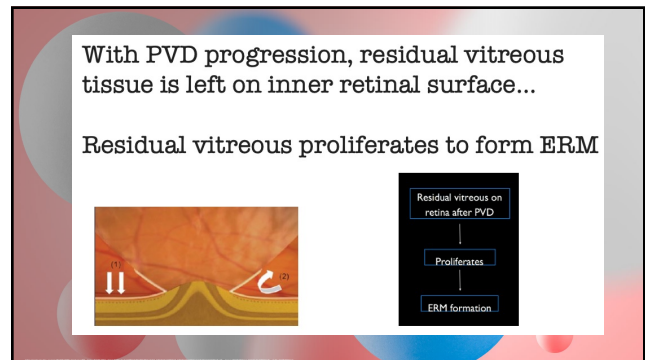 With PVD progression, residual vitreous
tissue is left on inner retinal surface...
Residual vitreous proliferates to form ERM
(1)
(2)
Residual vitreous on
retina after PVD
Proliferates
ERM formation